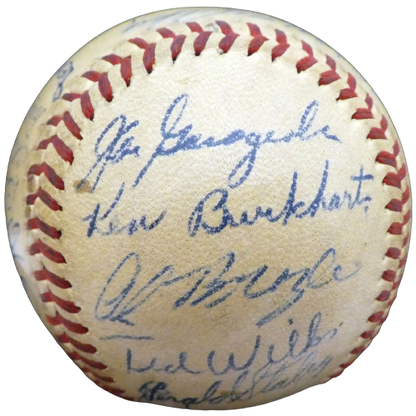 Joe Garagiola
Ken Burkhart
Al Brazle
Ted Wilks